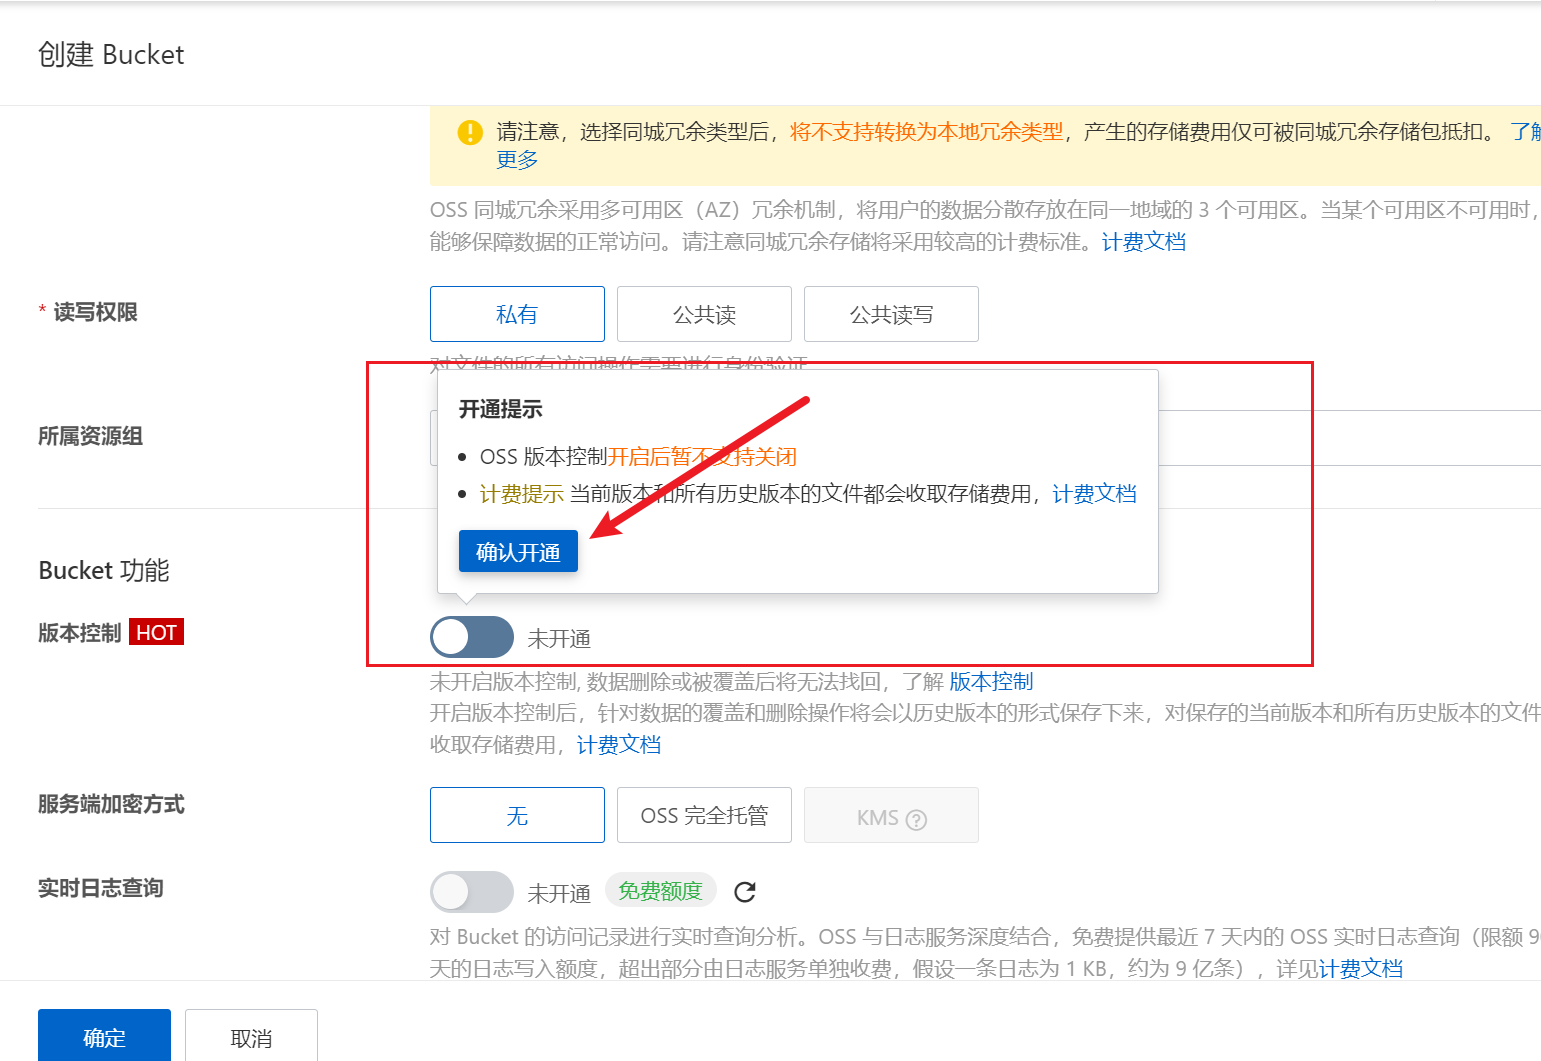 创建 Bucket
请注意，选择同城冗余类型后，将不支持转换为本地冗余类型，产生的存储费用仅可被同城冗余存储包抵扣。 了解
更多
OSS 同城冗余采用多可用区（AZ）冗余机制，将用户的数据分散存放在同一地域的 3 个可用区。当某个可用区不可用时，
能够保障数据的正常访问。请注意同城冗余存储将采用较高的计费标准。计费文档
* 读写权限
私有
公共读
公共读写
对文件的所有访问操作需要进行身份验证
所属资源组
开通提示
• OSS 版本控制开启后暂不支持关闭
• 计费提示 当前版本和所有历史版本的文件都会收取存储费用，计费文档
确认开通
Bucket 功能
版本控制 HOT
未开通
未开启版本控制, 数据删除或被覆盖后将无法找回，了解 版本控制
开启版本控制后，针对数据的覆盖和删除操作将会以历史版本的形式保存下来，对保存的当前版本和所有历史版本的文件
收取存储费用，计费文档
服务端加密方式
无
OSS 完全托管
KMS ?
实时日志查询
未开通
免费额度
对 Bucket 的访问记录进行实时查询分析。OSS 与日志服务深度结合，免费提供最近 7 天内的 OSS 实时日志查询（限额 9
天的日志写入额度，超出部分由日志服务单独收费，假设一条日志为 1 KB，约为 9 亿条），详见计费文档
确定
取消